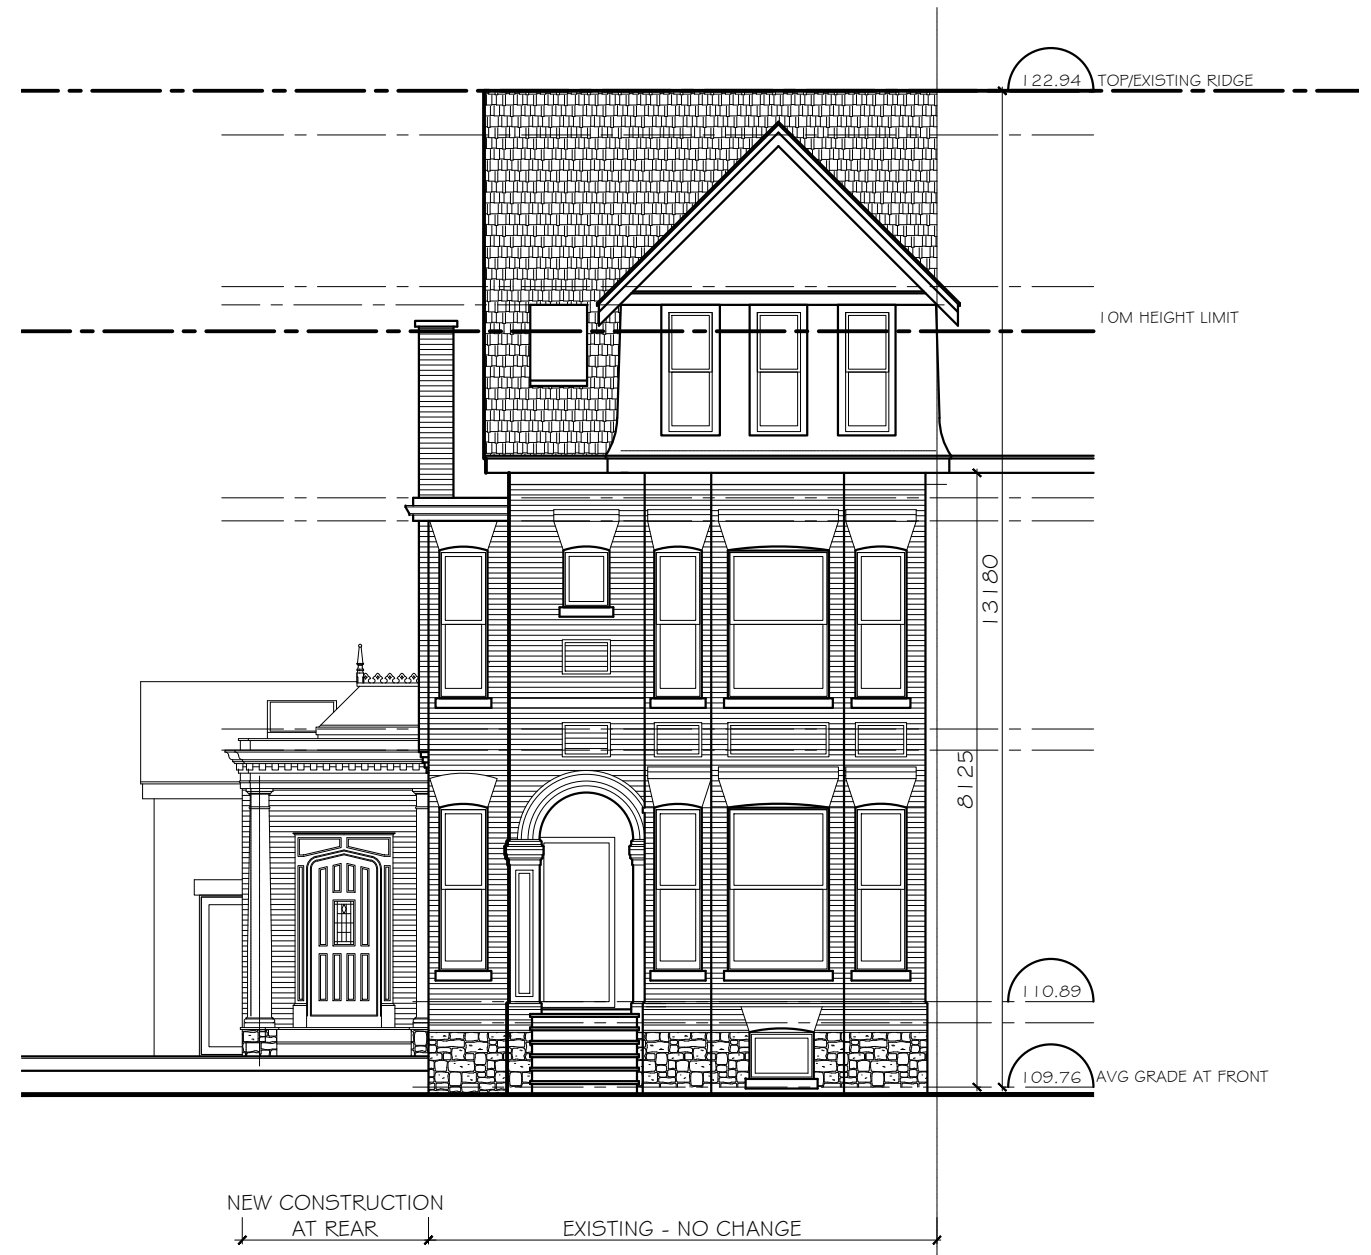 122.94 TOP/EXISTING RIDGE
10M HEIGHT LIMIT
13180
8125
110.89
109.76 AVG GRADE AT FRONT
NEW CONSTRUCTION
AT REAR
EXISTING - NO CHANGE